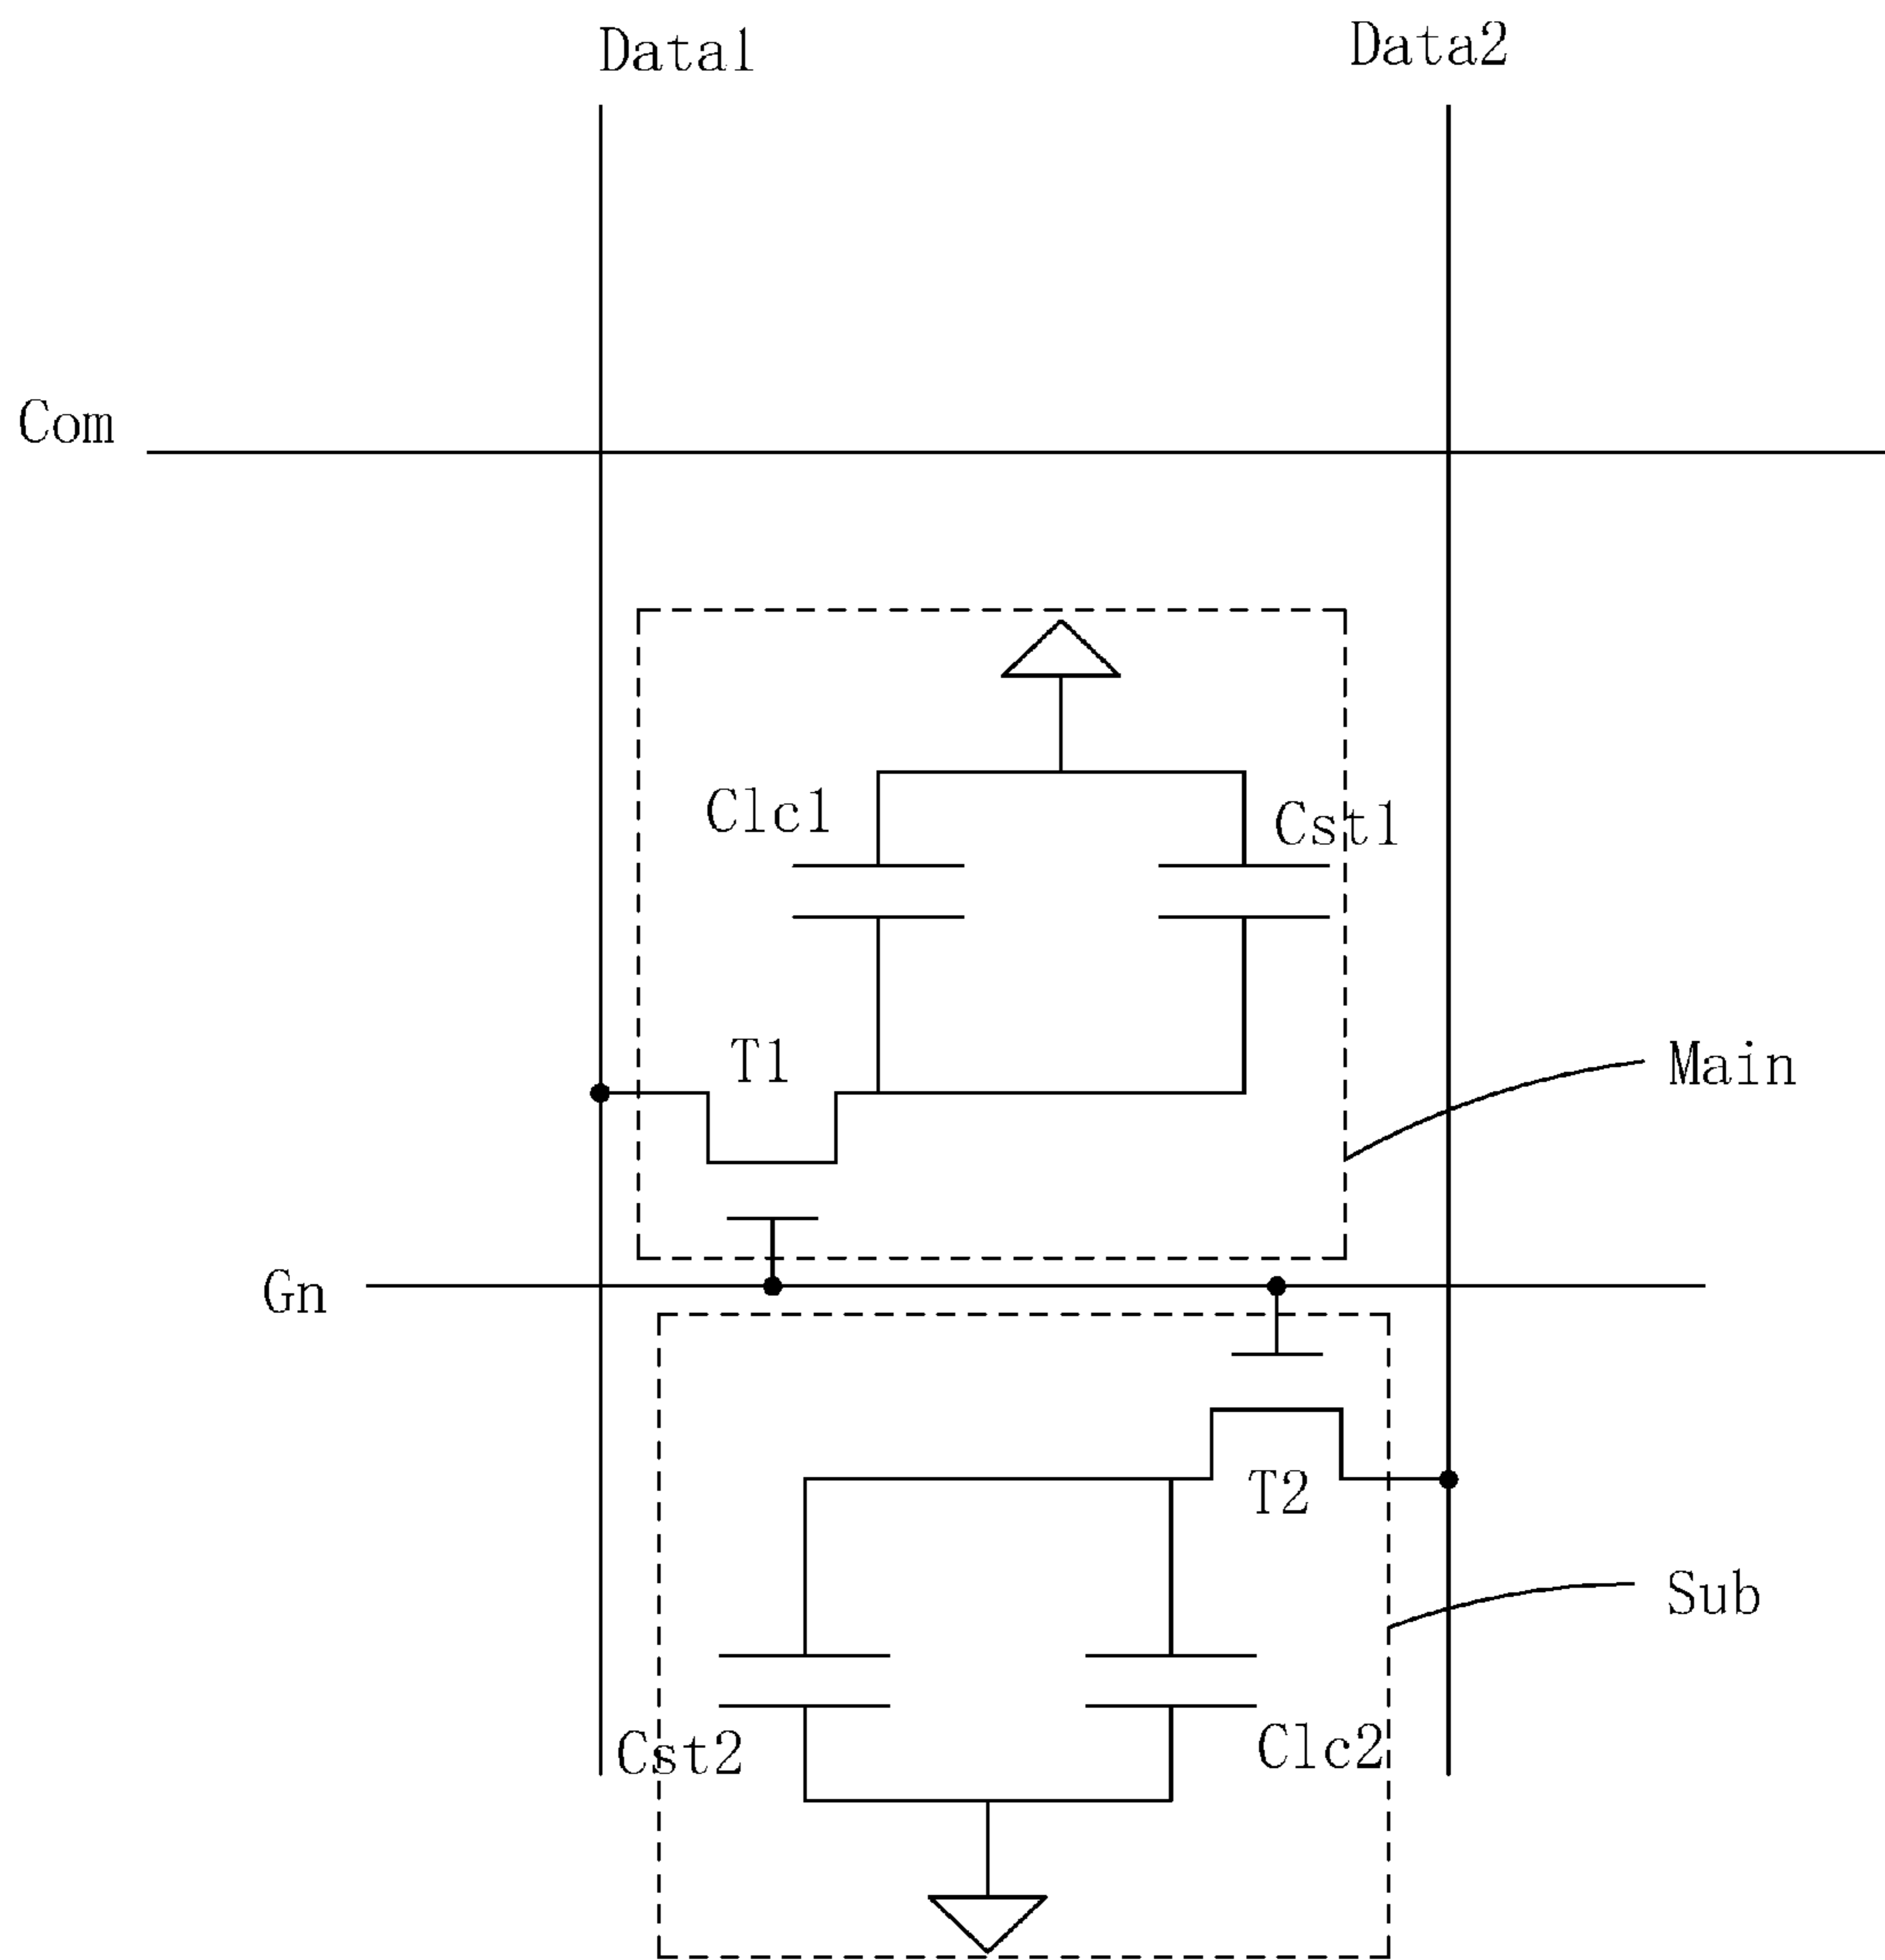 Data1
Data2
Com
Clc1
Cst1
T1
Main
Gn
T2
Sub
Cst2
Clc2